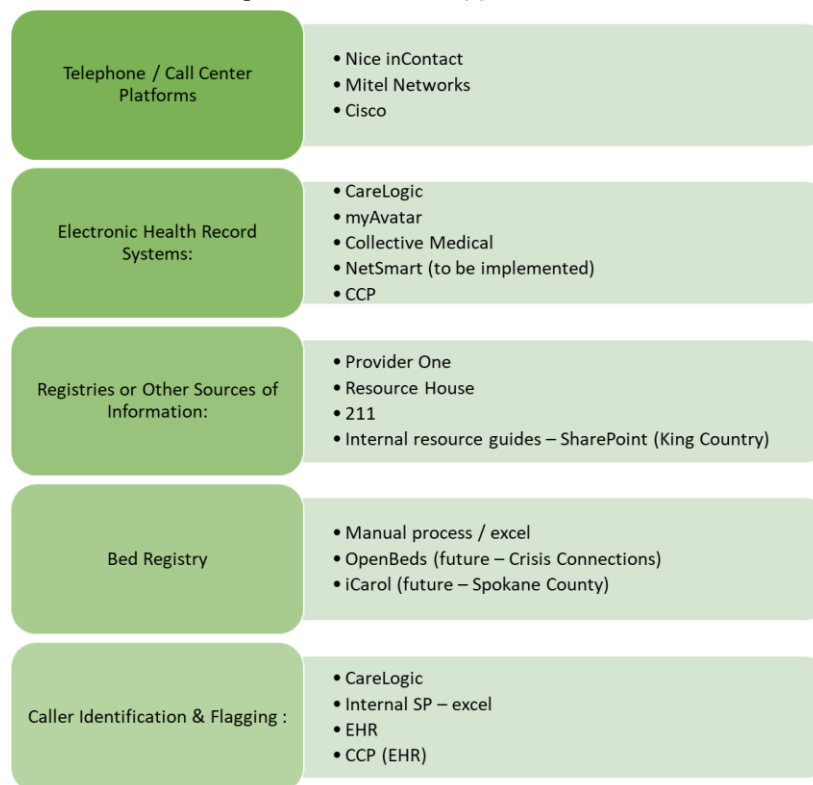 Telephone / Call Center
Platforms
• Nice inContact
• Mitel Networks
• Cisco
Electronic Health Record
Systems:
• CareLogic
• myAvatar
• Collective Medical
• NetSmart (to be implemented)
• CCP
Registries or Other Sources of
Information:
• Provider One
• Resource House
• 211
• Internal resource guides – SharePoint (King Country)
Bed Registry
• Manual process / excel
• OpenBeds (future – Crisis Connections)
• iCarol (future – Spokane County)
Caller Identification & Flagging :
• CareLogic
• Internal SP – excel
• EHR
• CCP (EHR)